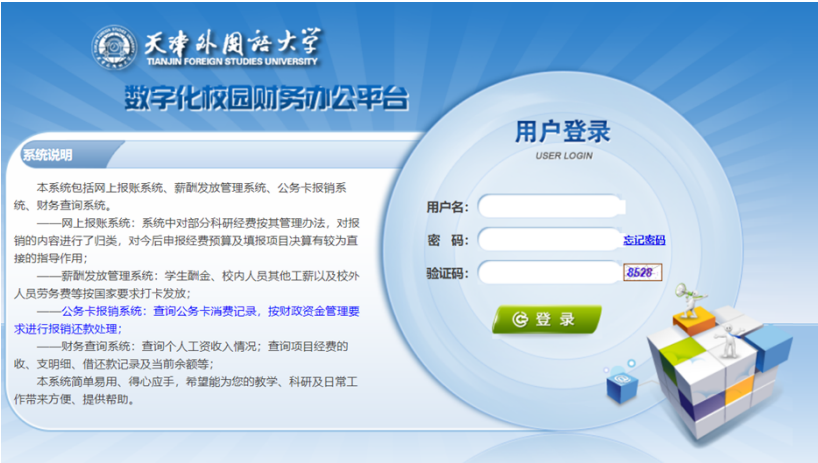 天津外国语大学
TIANJIN FOREIGN STUDIES UNIVERSITY
数字化校园财务办公平台
系统说明
本系统包括网上报账系统、薪酬发放管理系统、公务卡报销系
统、财务查询系统。
——网上报账系统：系统中对部分科研经费按其管理办法，对报
销的内容进行了归类，对今后申报经费预算及填报项目决算有较为直
接的指导作用；
——薪酬发放管理系统：学生酬金、校内人员其他工薪以及校外
人员劳务费等按国家要求打卡发放；
——公务卡报销系统：查询公务卡消费记录，按财政资金管理要
求进行报销还款处理；
——财务查询系统：查询个人工资收入情况；查询项目经费的
收、支明细、借还款记录及当前余额等；
本系统简单易用、得心应手，希望能为您的教学、科研及日常工
作带来方便、提供帮助。
用户登录
USER LOGIN
用户名：
密 码： 忘记密码
验证码： 8528
登 录